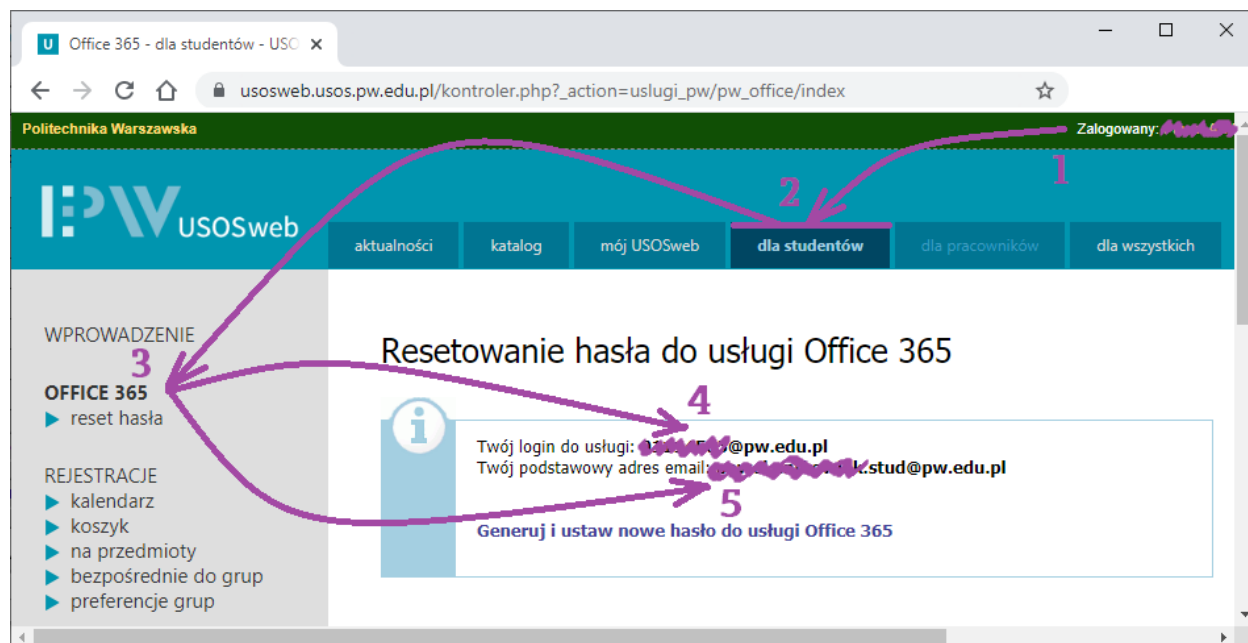 Office 365 - dla studentów - USO
usosweb.usos.pw.edu.pl/kontroler.php?_action=uslugi_pw/pw_office/index
Politechnika Warszawska
Zalogowany:
1
2
PW USOSweb
aktualności
katalog
mój USOSweb
dla studentów
dla pracowników
dla wszystkich
WPROWADZENIE
3
OFFICE 365
reset hasła
REJESTRACJE
kalendarz
koszyk
na przedmioty
bezpośrednie do grup
preferencje grup
Resetowanie hasła do usługi Office 365
4
Twój login do usługi: @pw.edu.pl
Twój podstawowy adres email: .stud@pw.edu.pl
5
Generuj i ustaw nowe hasło do usługi Office 365